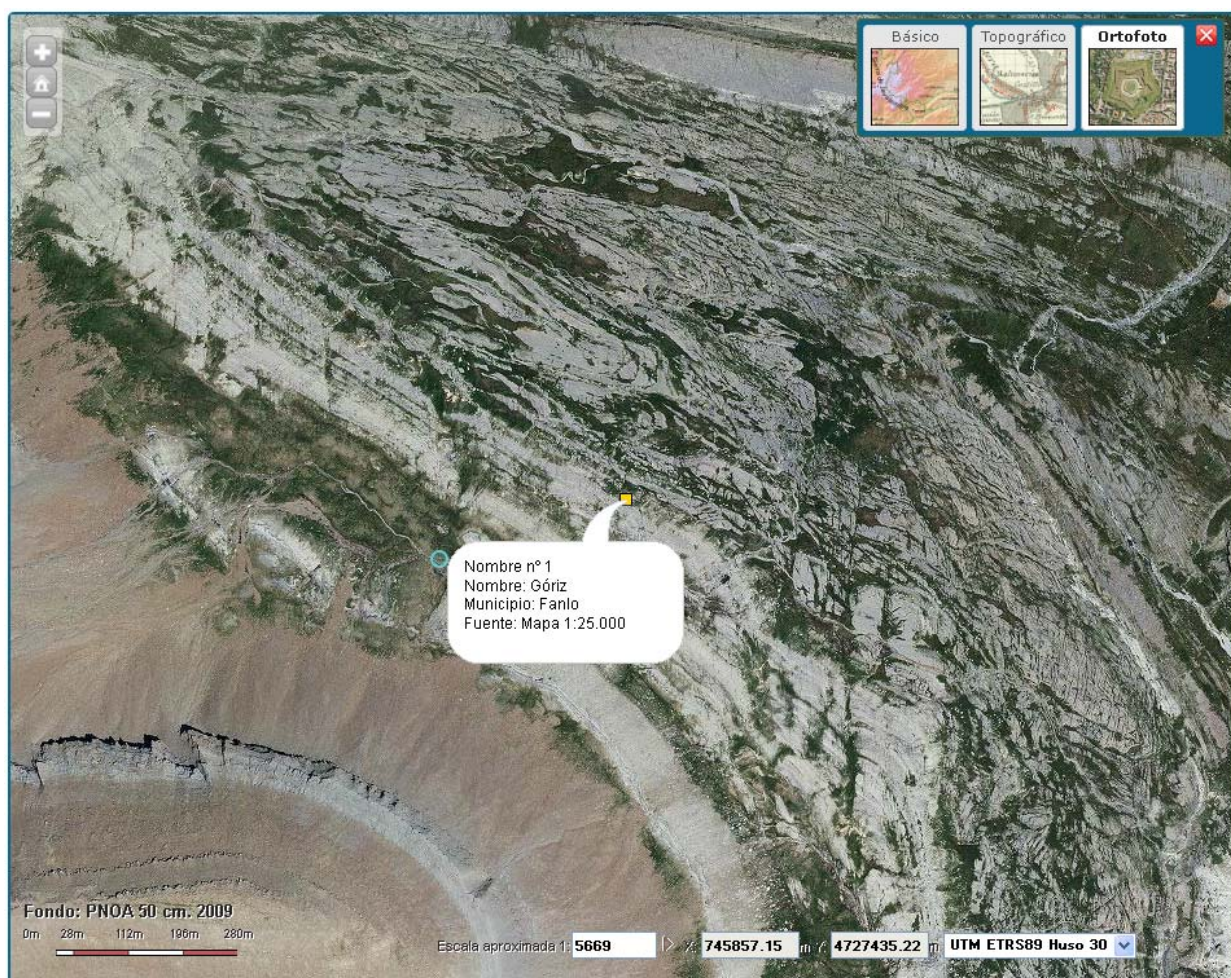 Básico
Topográfico
Ortofoto
Nombre nº 1
Nombre: Góriz
Municipio: Fanlo
Fuente: Mapa 1:25.000
Fondo: PNOA 50 cm. 2009
0m 28m 112m 196m 280m
Escala aproximada 1: 5669 X: 745857.15 m Y: 4727435.22 m UTM ETRS89 Huso 30